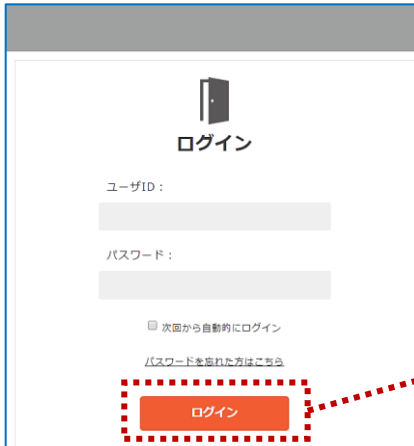 ログイン
ユーザID：
パスワード：
次回から自動的にログイン
パスワードを忘れた方はこちら
ログイン